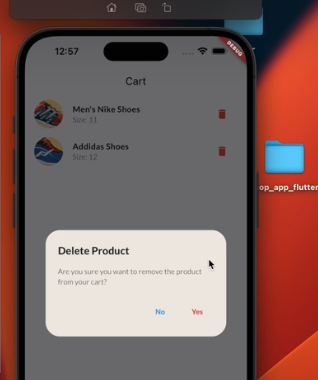 12:57
DEBUG
Cart
Men's Nike Shoes
Size: 11
Addidas Shoes
Size: 12
op_app_flutter
Delete Product
Are you sure you want to remove the product
from your cart?
No
Yes